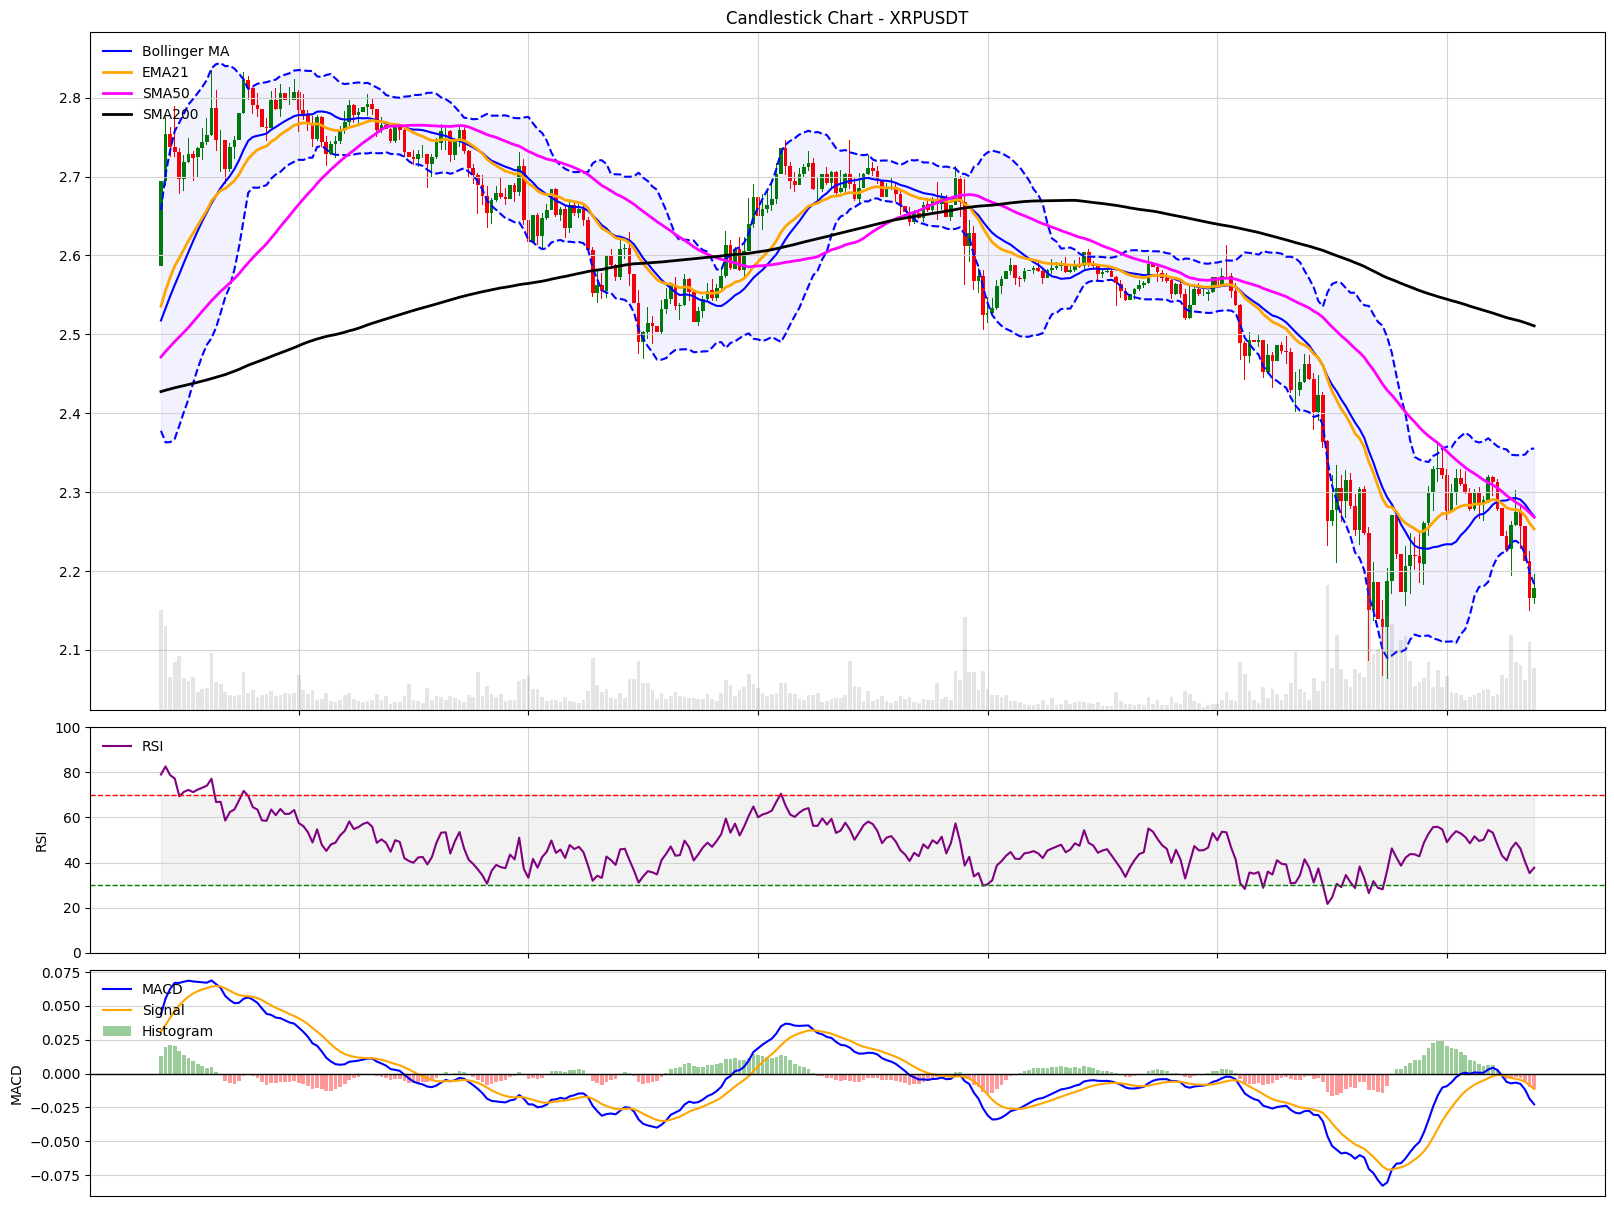 Candlestick Chart - XRPUSDT
Bollinger MA
EMA21
SMA50
SMA200
2.8
2.7
2.6
2.5
2.4
2.3
2.2
2.1
RSI
RSI
100
80
60
40
20
0
MACD
Signal
Histogram
MACD
0.075
0.050
0.025
0.000
−0.025
−0.050
−0.075